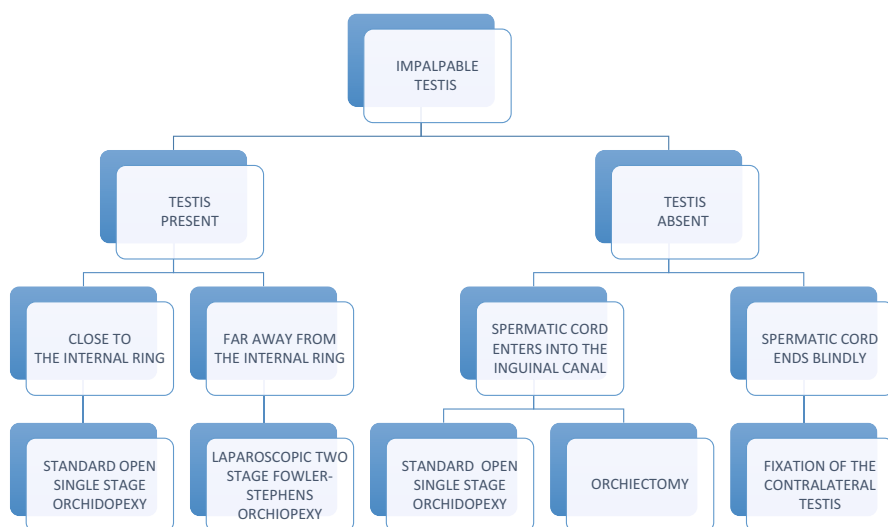 IMPALPABLE
TESTIS
TESTIS
PRESENT
TESTIS
ABSENT
CLOSE TO
THE INTERNAL RING
FAR AWAY FROM
THE INTERNAL RING
SPERMATIC CORD
ENTERS INTO THE
INGUINAL CANAL
SPERMATIC CORD
ENDS BLINDLY
STANDARD OPEN
SINGLE STAGE
ORCHIDOPEXY
LAPAROSCOPIC TWO
STAGE FOWLER-
STEPHENS
ORCHIOPEXY
STANDARD OPEN
SINGLE STAGE
ORCHIDOPEXY
ORCHIECTOMY
FIXATION OF THE
CONTRALATERAL
TESTIS